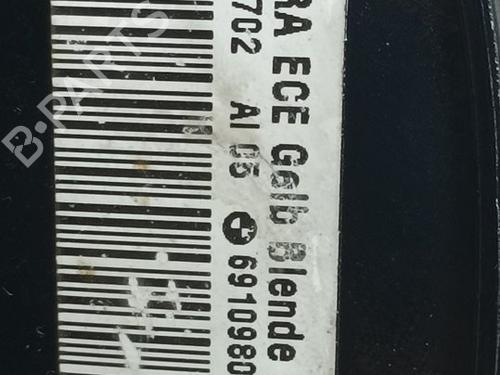 RA ECE Gelb Blende
702 AI 05 6910980
B-PARTS